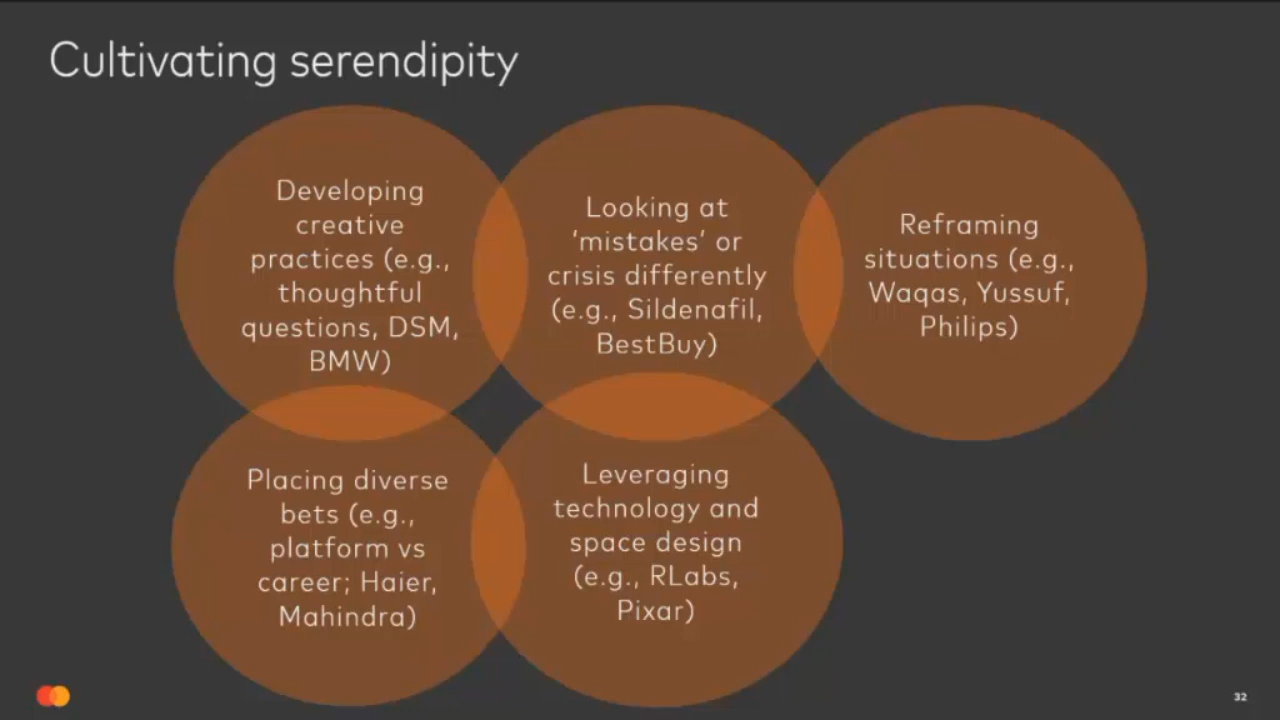 Cultivating serendipity
Developing
creative
practices (e.g.,
thoughtful
questions, DSM,
BMW)
Looking at
'mistakes' or
crisis differently
(e.g., Sildenafil,
BestBuy)
Reframing
situations (e.g.,
Waqas, Yussuf,
Philips)
Placing diverse
bets (e.g.,
platform vs
career; Haier,
Mahindra)
Leveraging
technology and
space design
(e.g., RLabs,
Pixar)
32